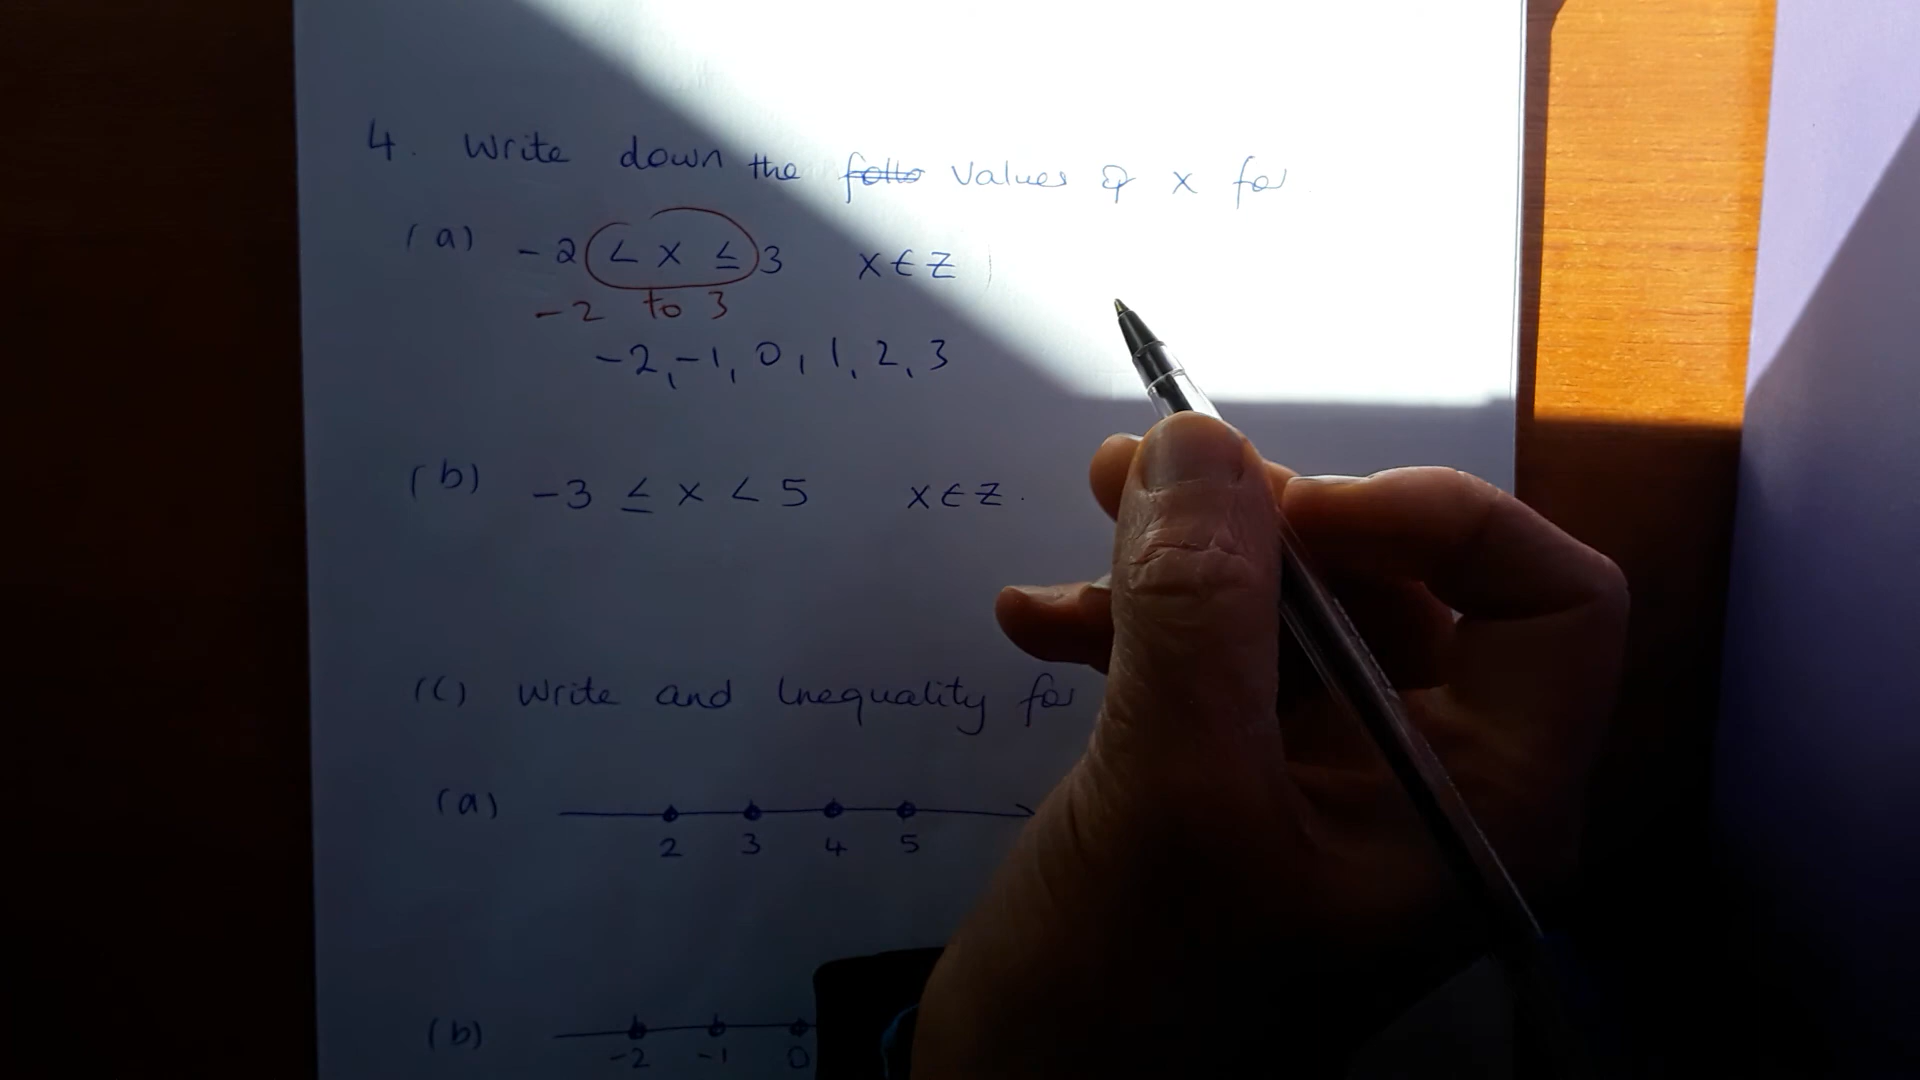 4. Write down the follo values of x for
(a) -2 < x ≤ 3 x ∈ Z
-2 to 3
-2, -1, 0, 1, 2, 3
(b) -3 ≤ x < 5 x ∈ Z.
(c) Write and Inequality for
(a)
2 3 4 5
(b)
-2 -1 0